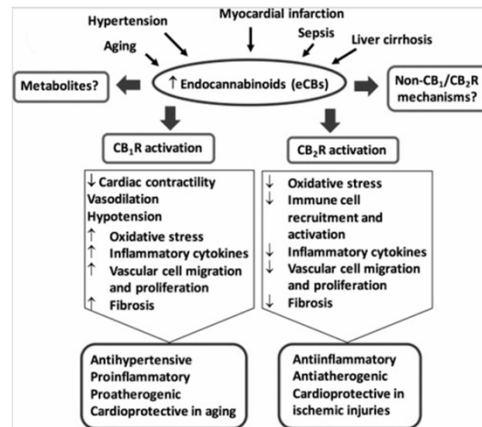 Myocardial infarction
Hypertension
Sepsis
Aging
Liver cirrhosis
↑ Endocannabinoids (eCBs)
Metabolites?
Non-CB₁/CB₂R
mechanisms?
CB₁R activation
↓ Cardiac contractility
Vasodilation
Hypotension
↑ Oxidative stress
↑ Inflammatory cytokines
↑ Vascular cell migration
and proliferation
↑ Fibrosis
Antihypertensive
Proinflammatory
Proatherogenic
Cardioprotective in aging
CB₂R activation
↓ Oxidative stress
↓ Immune cell
recruitment and
activation
↓ Inflammatory cytokines
↓ Vascular cell migration
and proliferation
↓ Fibrosis
Antiinflammatory
Antiatherogenic
Cardioprotective in
ischemic injuries